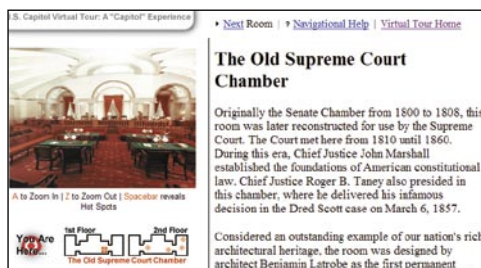 .S. Capitol Virtual Tour: A "Capitol" Experience
Next Room | ? Navigational Help | Virtual Tour Home
The Old Supreme Court
Chamber
Originally the Senate Chamber from 1800 to 1808, this
room was later reconstructed for use by the Supreme
Court. The Court met here from 1810 until 1860.
During this era, Chief Justice John Marshall
established the foundations of American constitutional
law. Chief Justice Roger B. Taney also presided in
this chamber, where he delivered his infamous
decision in the Dred Scott case on March 6, 1857.
Considered an outstanding example of our nation's rich
architectural heritage, the room was designed by
architect Benjamin Latrobe as the first permanent
A to Zoom In | Z to Zoom Out | Spacebar reveals
Hot Spots
You Are
Here...
1st Floor
2nd Floor
The Old Supreme Court Chamber